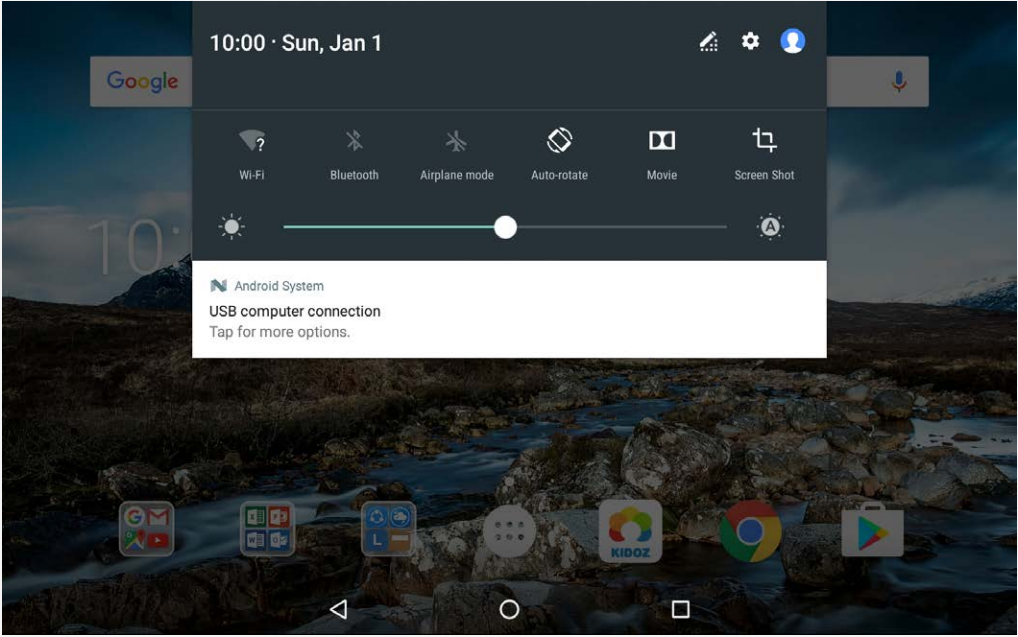 10:00 · Sun, Jan 1
Google
Wi-Fi
Bluetooth
Airplane mode
Auto-rotate
Movie
Screen Shot
A
10:
Android System
USB computer connection
Tap for more options.
G
L
KIDOZ